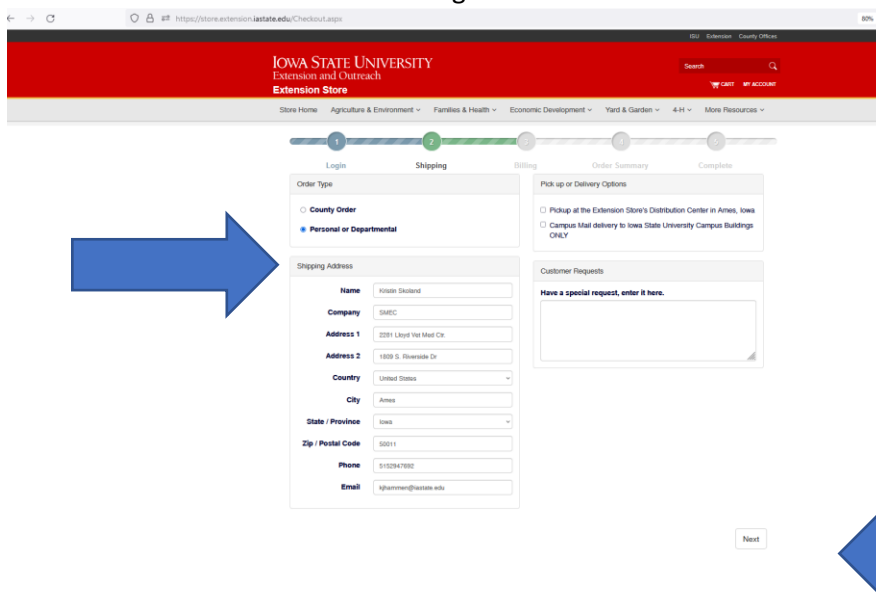 https://store.extension.iastate.edu/Checkout.aspx
80%
ISU Extension County Offices
IOWA STATE UNIVERSITY
Extension and Outreach
Extension Store
Search
CART MY ACCOUNT
Store Home Agriculture & Environment Families & Health Economic Development Yard & Garden 4-H More Resources
1 2 3 4 5
Login Shipping Billing Order Summary Complete
Order Type
County Order
Personal or Departmental
Pick up or Delivery Options
Pickup at the Extension Store's Distribution Center in Ames, Iowa
Campus Mail delivery to Iowa State University Campus Buildings
ONLY
Shipping Address
Name Kristin Skoland
Company SMEC
Address 1 2281 Lloyd Vet Med Ctr.
Address 2 1809 S. Riverside Dr
Country United States
City Ames
State / Province Iowa
Zip / Postal Code 50011
Phone 5152947892
Email kjhammen@iastate.edu
Customer Requests
Have a special request, enter it here.
Next